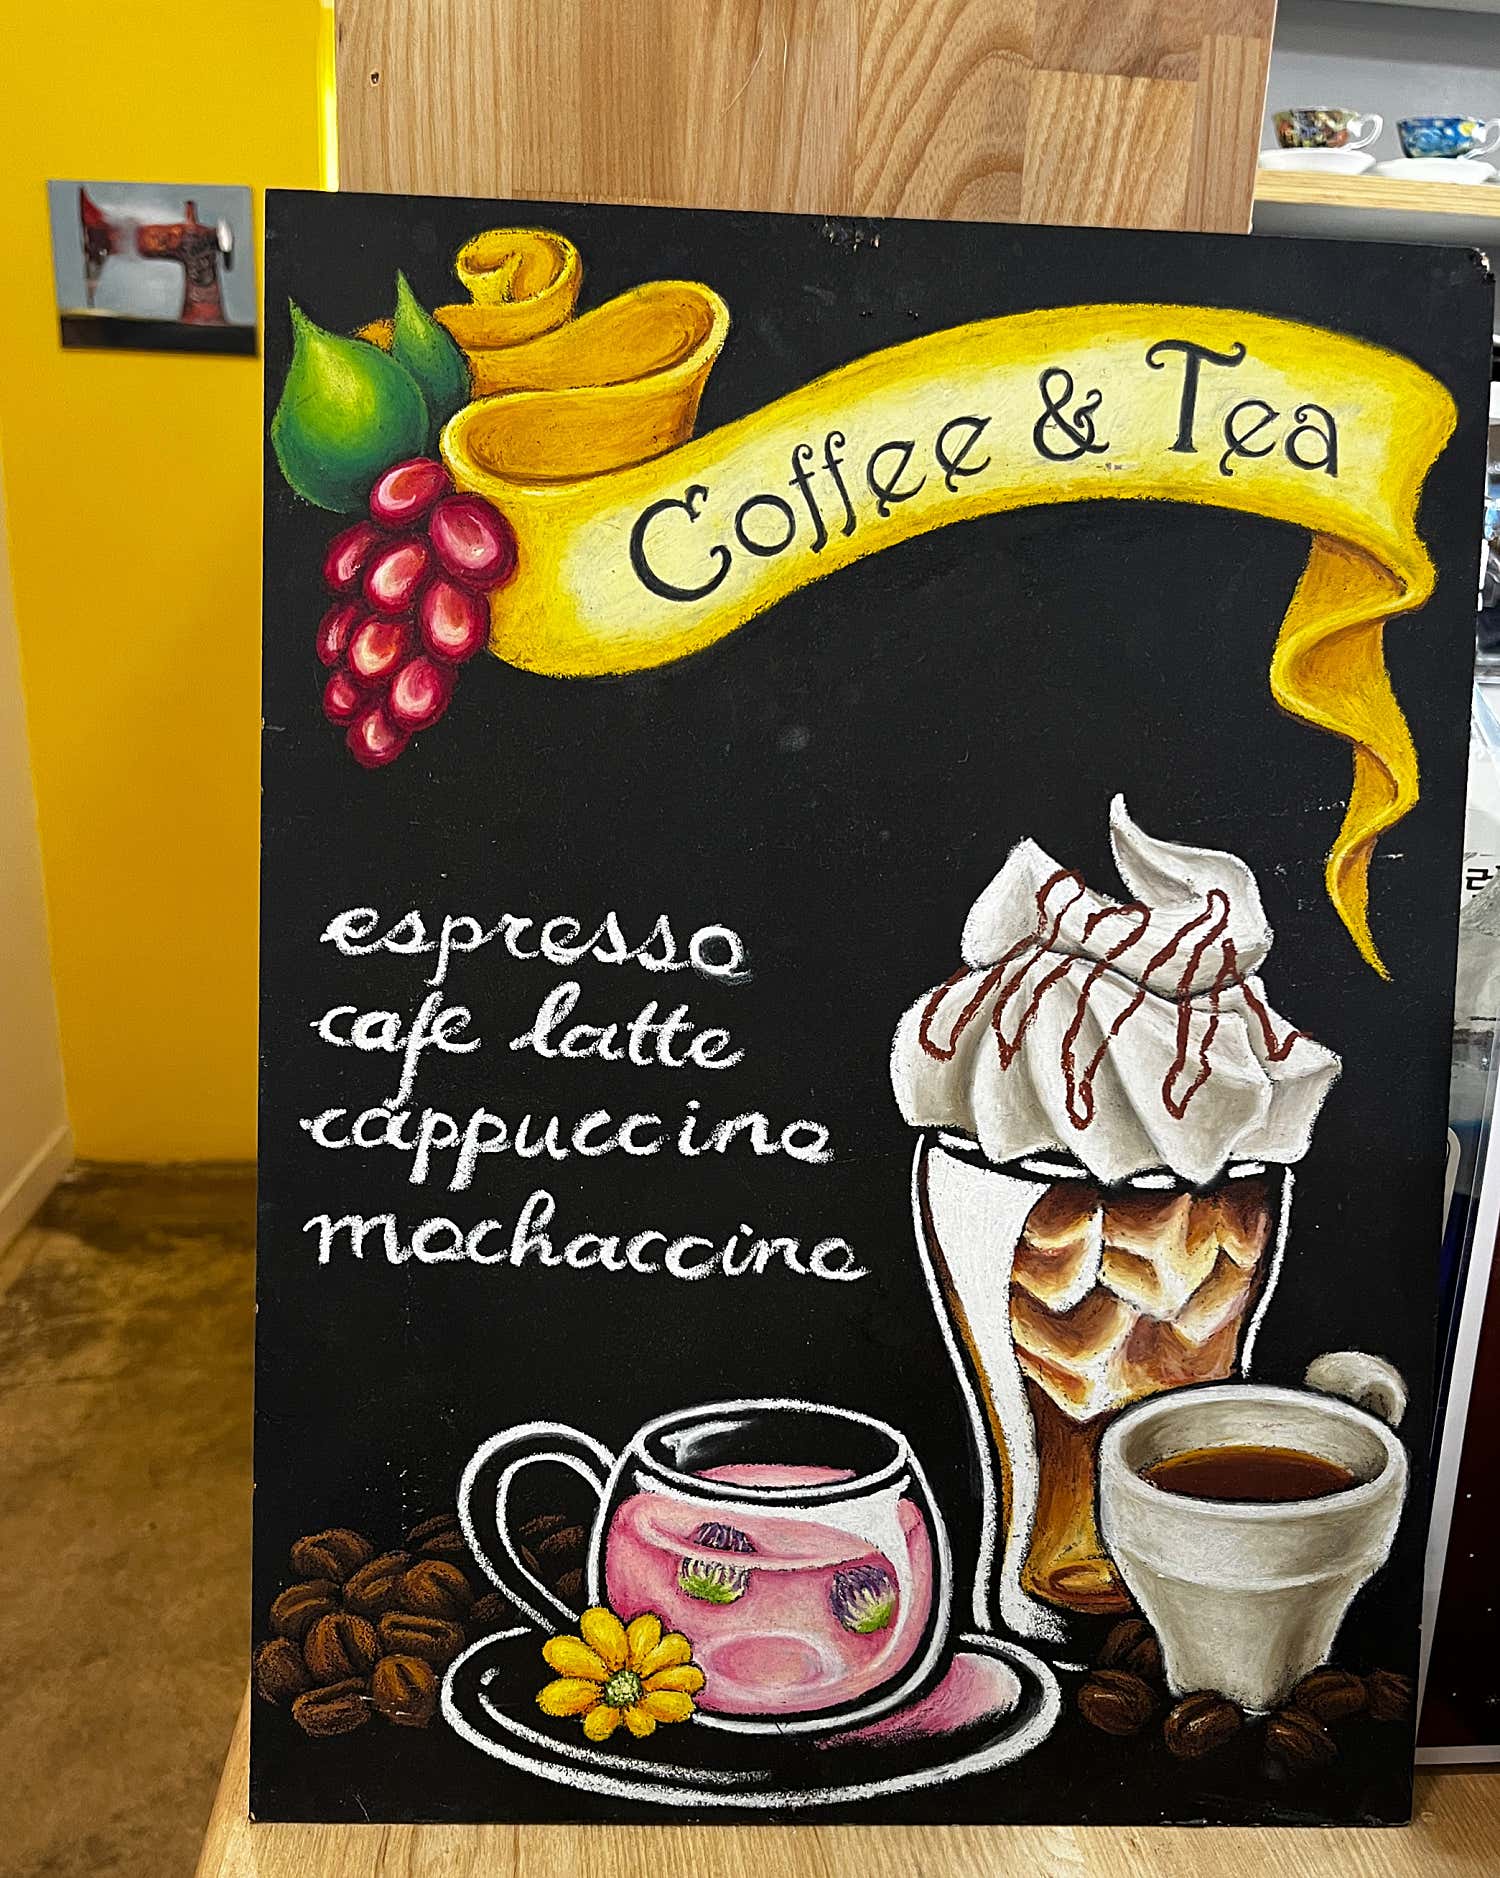 Coffee & Tea
espresso
cafe latte
cappuccino
mochaccino